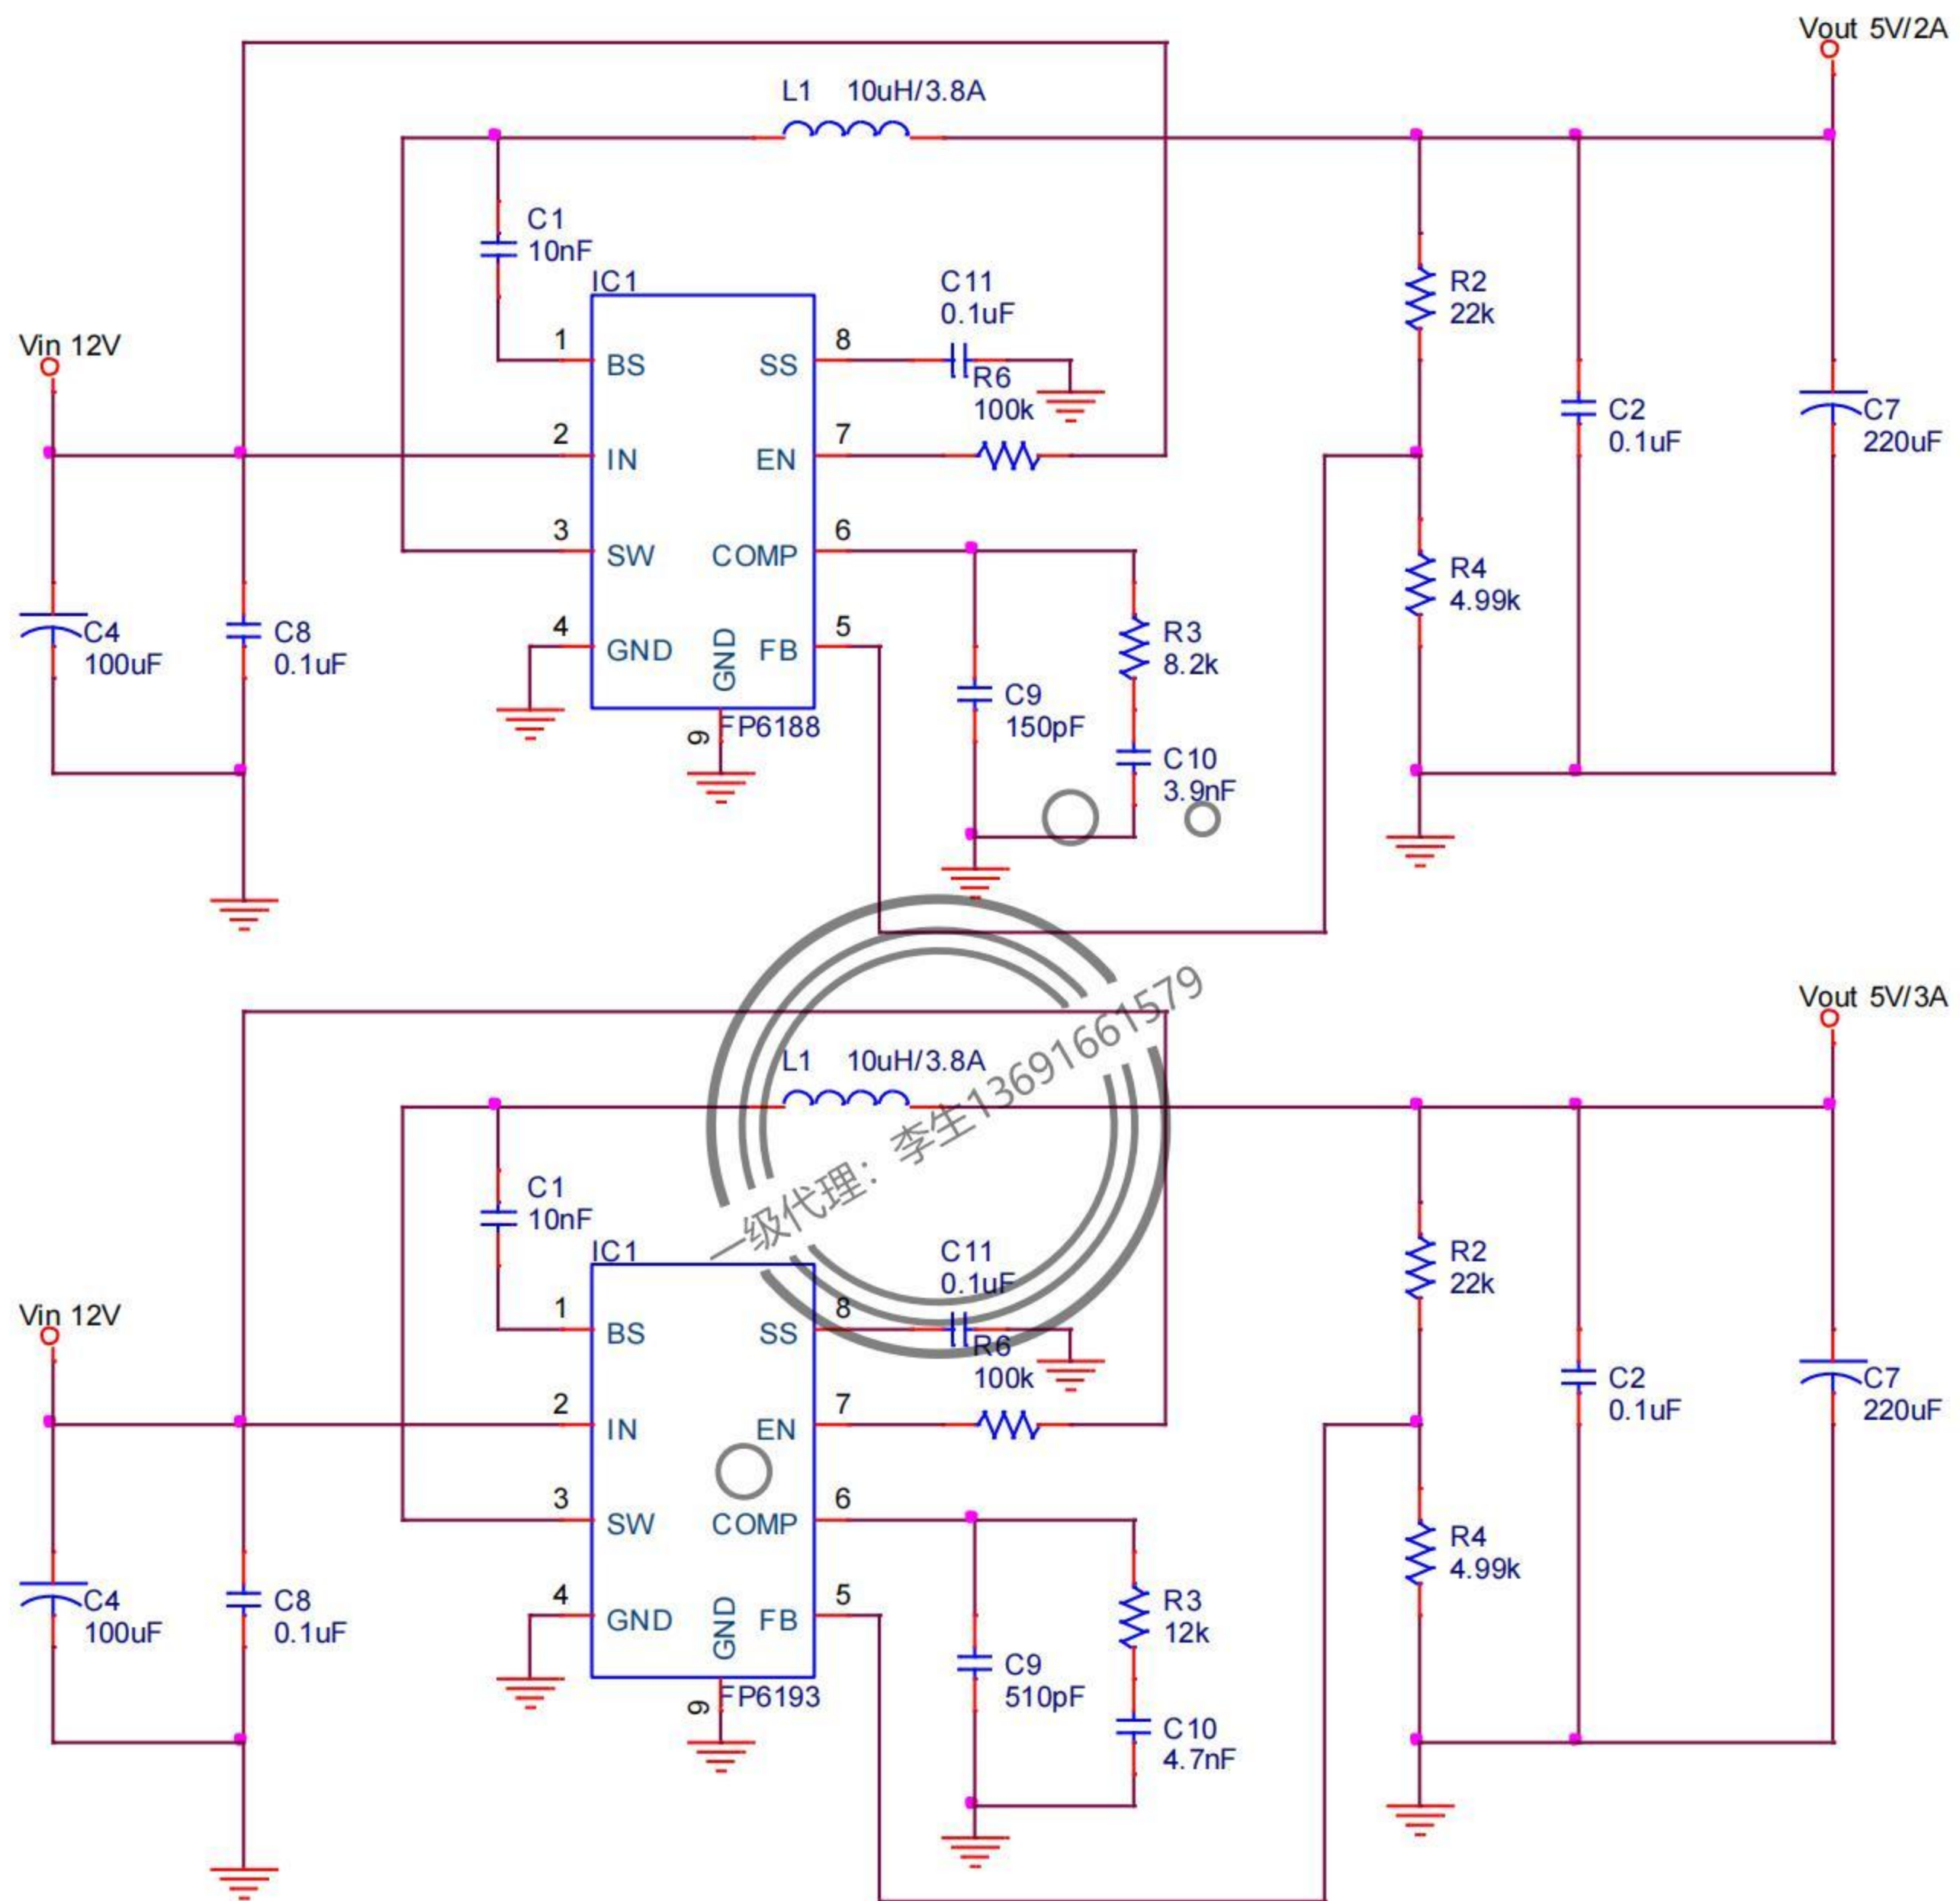 Vout 5V/2A
L1 10uH/3.8A
C1
10nF
IC1
C11
0.1uF
R2
22k
Vin 12V
1
BS
SS
8
R6
100k
C2
0.1uF
C7
220uF
2
IN
EN
7
3
SW
COMP
6
R4
4.99k
C4
100uF
C8
0.1uF
4
GND
GND
FB
5
R3
8.2k
C9
150pF
9
FP6188
C10
3.9nF
一级代理：李生13691661579
Vout 5V/3A
L1 10uH/3.8A
C1
10nF
IC1
C11
0.1uF
R2
22k
Vin 12V
1
BS
SS
8
R6
100k
C2
0.1uF
C7
220uF
2
IN
EN
7
3
SW
COMP
6
R4
4.99k
C4
100uF
C8
0.1uF
4
GND
GND
FB
5
R3
12k
C9
510pF
9
FP6193
C10
4.7nF